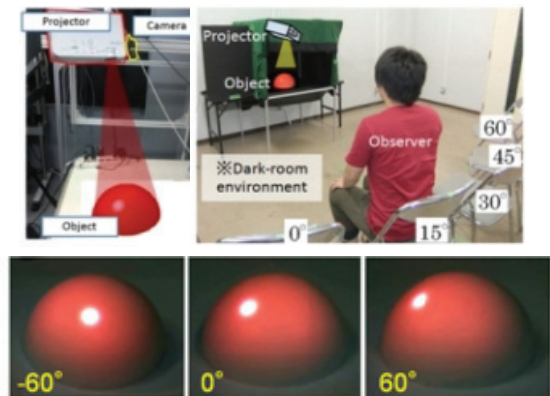 Projector
Camera
Object
Projector
Object
Observer
※Dark-room
environment
0°
15°
30°
45°
60°
-60°
0°
60°